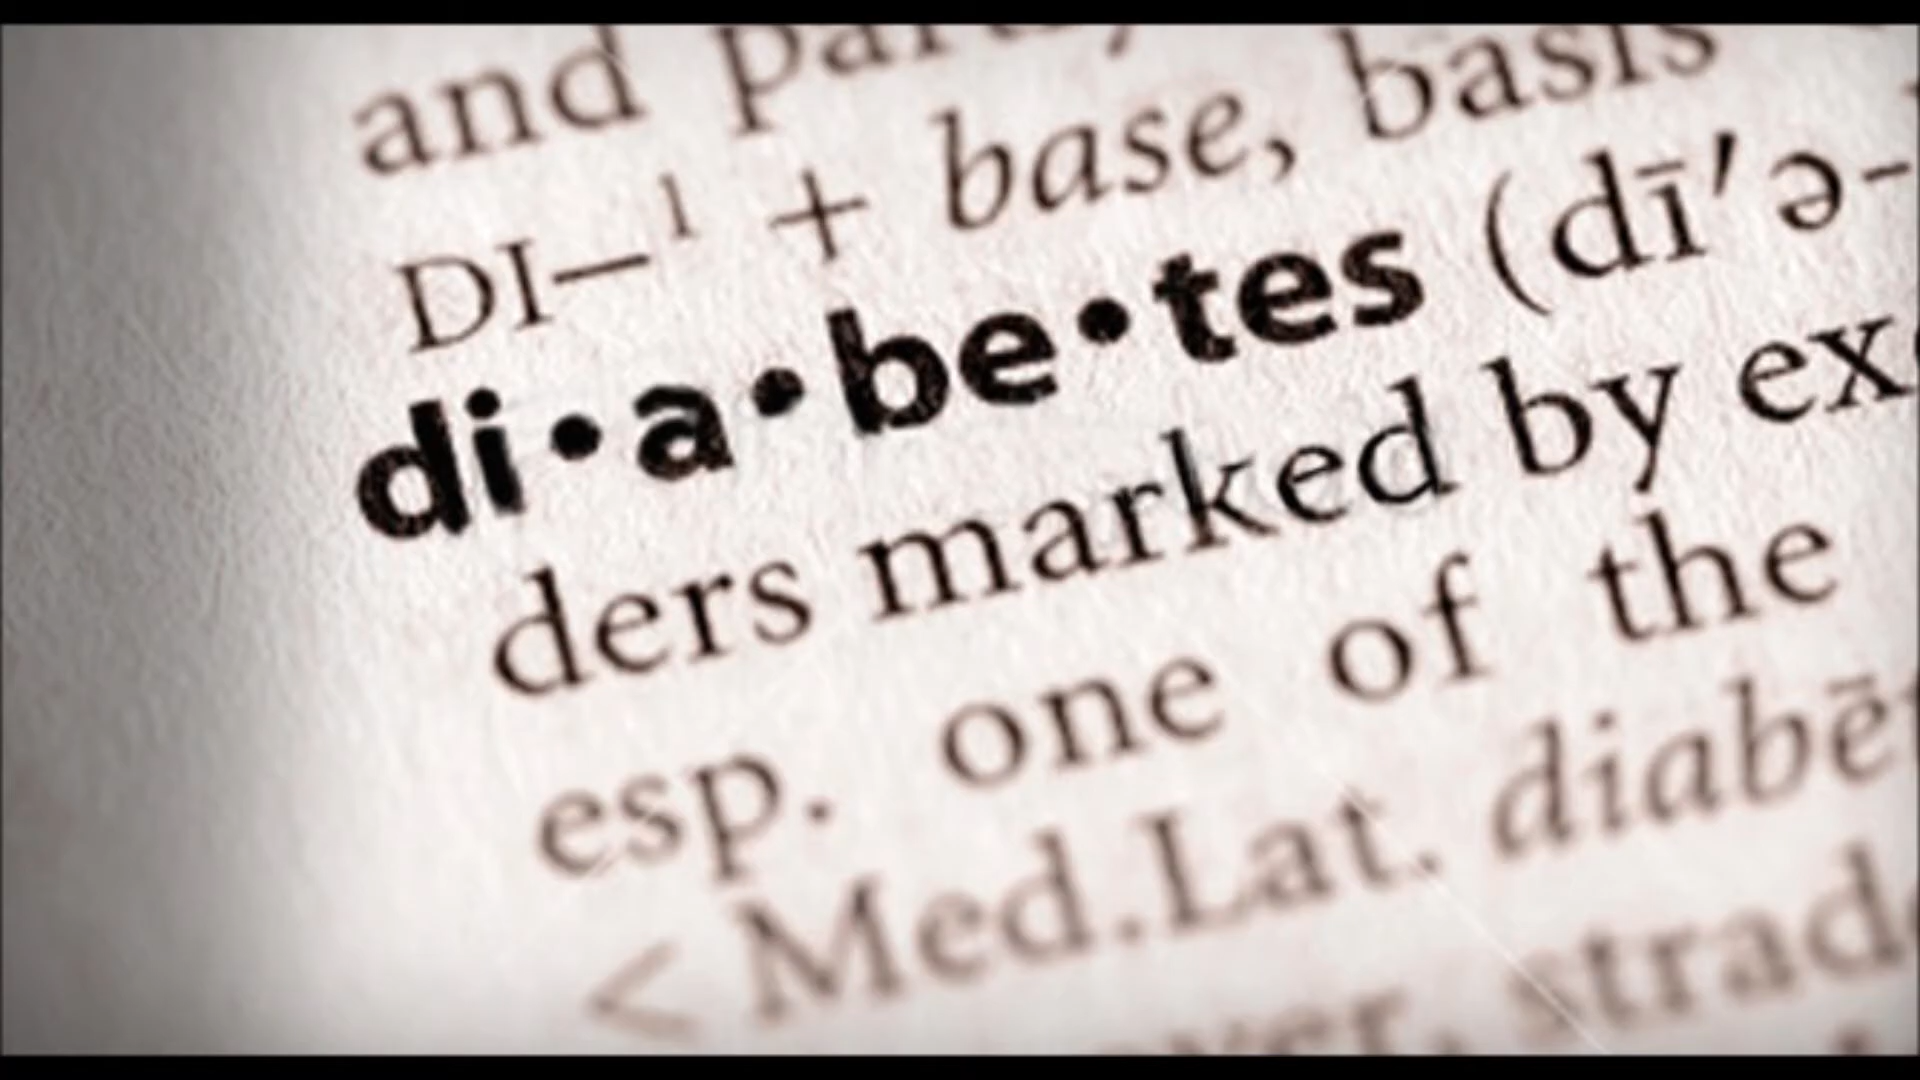 and
DI–¹ + base, basis
di•a•be•tes (dī′ə-
ders marked by ex
esp. one of the
<Med.Lat. diabē